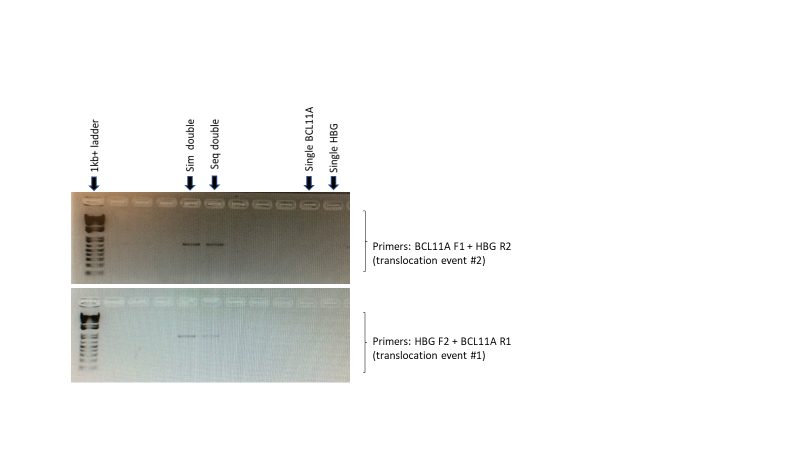 1kb+ ladder
Sim double
Seq double
Single BCL11A
Single HBG
Primers: BCL11A F1 + HBG R2
(translocation event #2)
Primers: HBG F2 + BCL11A R1
(translocation event #1)